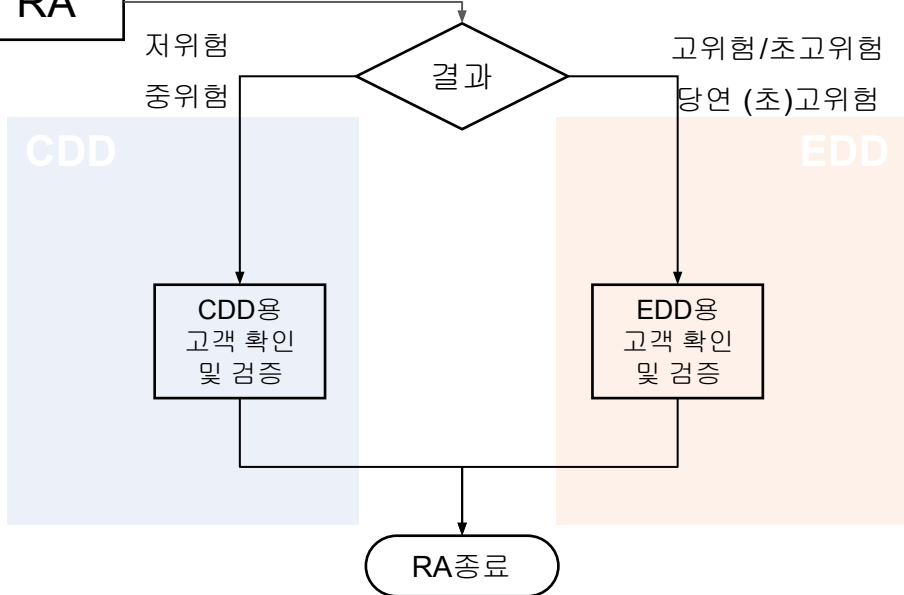 RA
저위험
중위험
결과
고위험/초고위험
당연 (초)고위험
CDD
EDD
CDD용
고객 확인
및 검증
EDD용
고객 확인
및 검증
RA종료